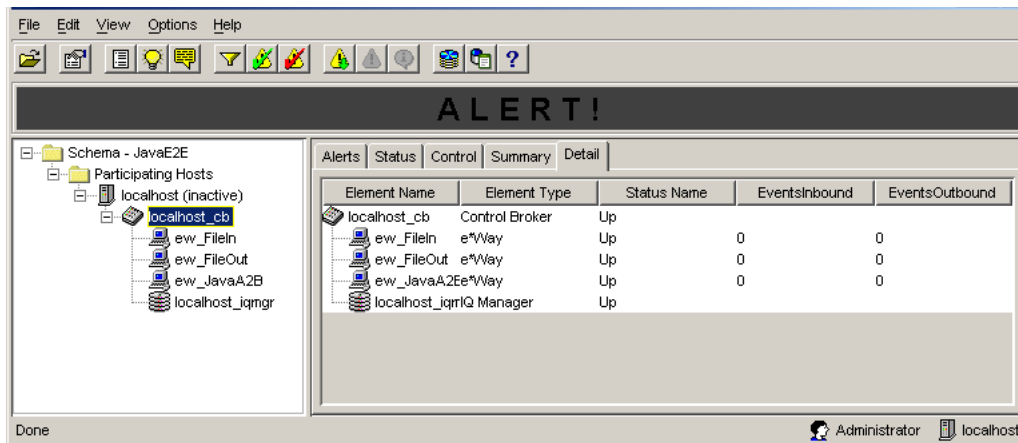 File Edit View Options Help
ALERT!
Schema - JavaE2E
Participating Hosts
localhost (inactive)
localhost_cb
ew_FileIn
ew_FileOut
ew_JavaA2B
localhost_iqmgr
Alerts Status Control Summary Detail
Element Name Element Type Status Name EventsInbound EventsOutbound
localhost_cb Control Broker Up
ew_FileIn e*Way Up 0 0
ew_FileOut e*Way Up 0 0
ew_JavaA2Ee*Way Up 0 0
localhost_iqmIQ Manager Up
Done Administrator localhost